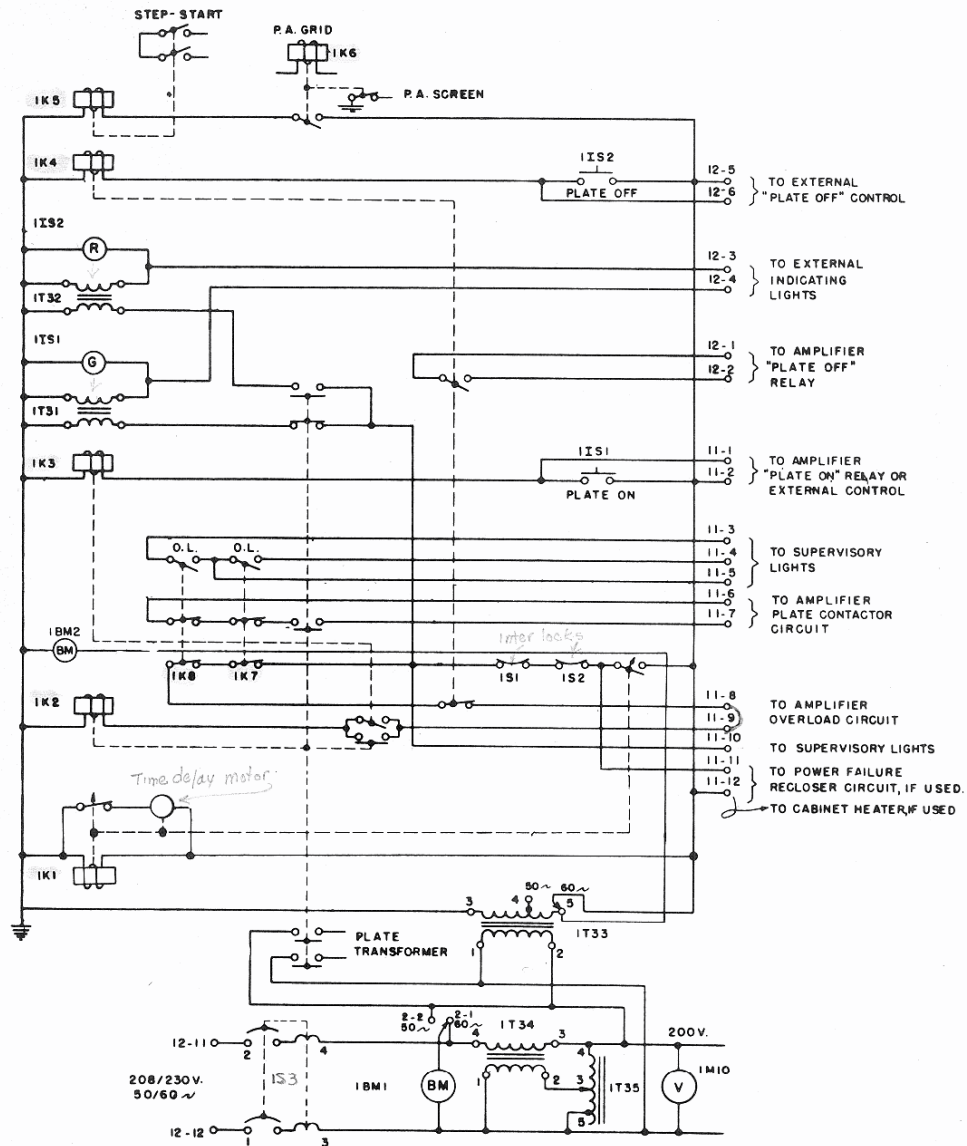 STEP-START
P.A. GRID
1K6
P.A. SCREEN
1K5
1K4
1IS2
PLATE OFF
12-5
12-6
TO EXTERNAL
"PLATE OFF" CONTROL
1IS2
R
1T32
12-3
12-4
TO EXTERNAL
INDICATING
LIGHTS
1IS1
G
1T31
12-1
12-2
TO AMPLIFIER
"PLATE OFF"
RELAY
1K3
1IS1
PLATE ON
11-1
11-2
TO AMPLIFIER
"PLATE ON" RELAY OR
EXTERNAL CONTROL
O.L. O.L.
11-3
11-4
11-5
TO SUPERVISORY
LIGHTS
11-6
11-7
TO AMPLIFIER
PLATE CONTACTOR
CIRCUIT
1BM2
BM
Inter locks
1K8 1K7 1S1 1S2
1K2
11-8
11-9
TO AMPLIFIER
OVERLOAD CIRCUIT
11-10
TO SUPERVISORY LIGHTS
11-11
11-12
TO POWER FAILURE
RECLOSER CIRCUIT, IF USED.
TO CABINET HEATER, IF USED
Time delay motor
1K1
3 4 50~ 60~ 5
1T33
1 2
PLATE
TRANSFORMER
2-2
50~
2-1
60~
4 1T34 3
200V.
12-11 2 4
208/230V.
50/60~
1S3
1BM1
BM
1 2
4
3
5
1T35
V
1M10
12-12 1 3